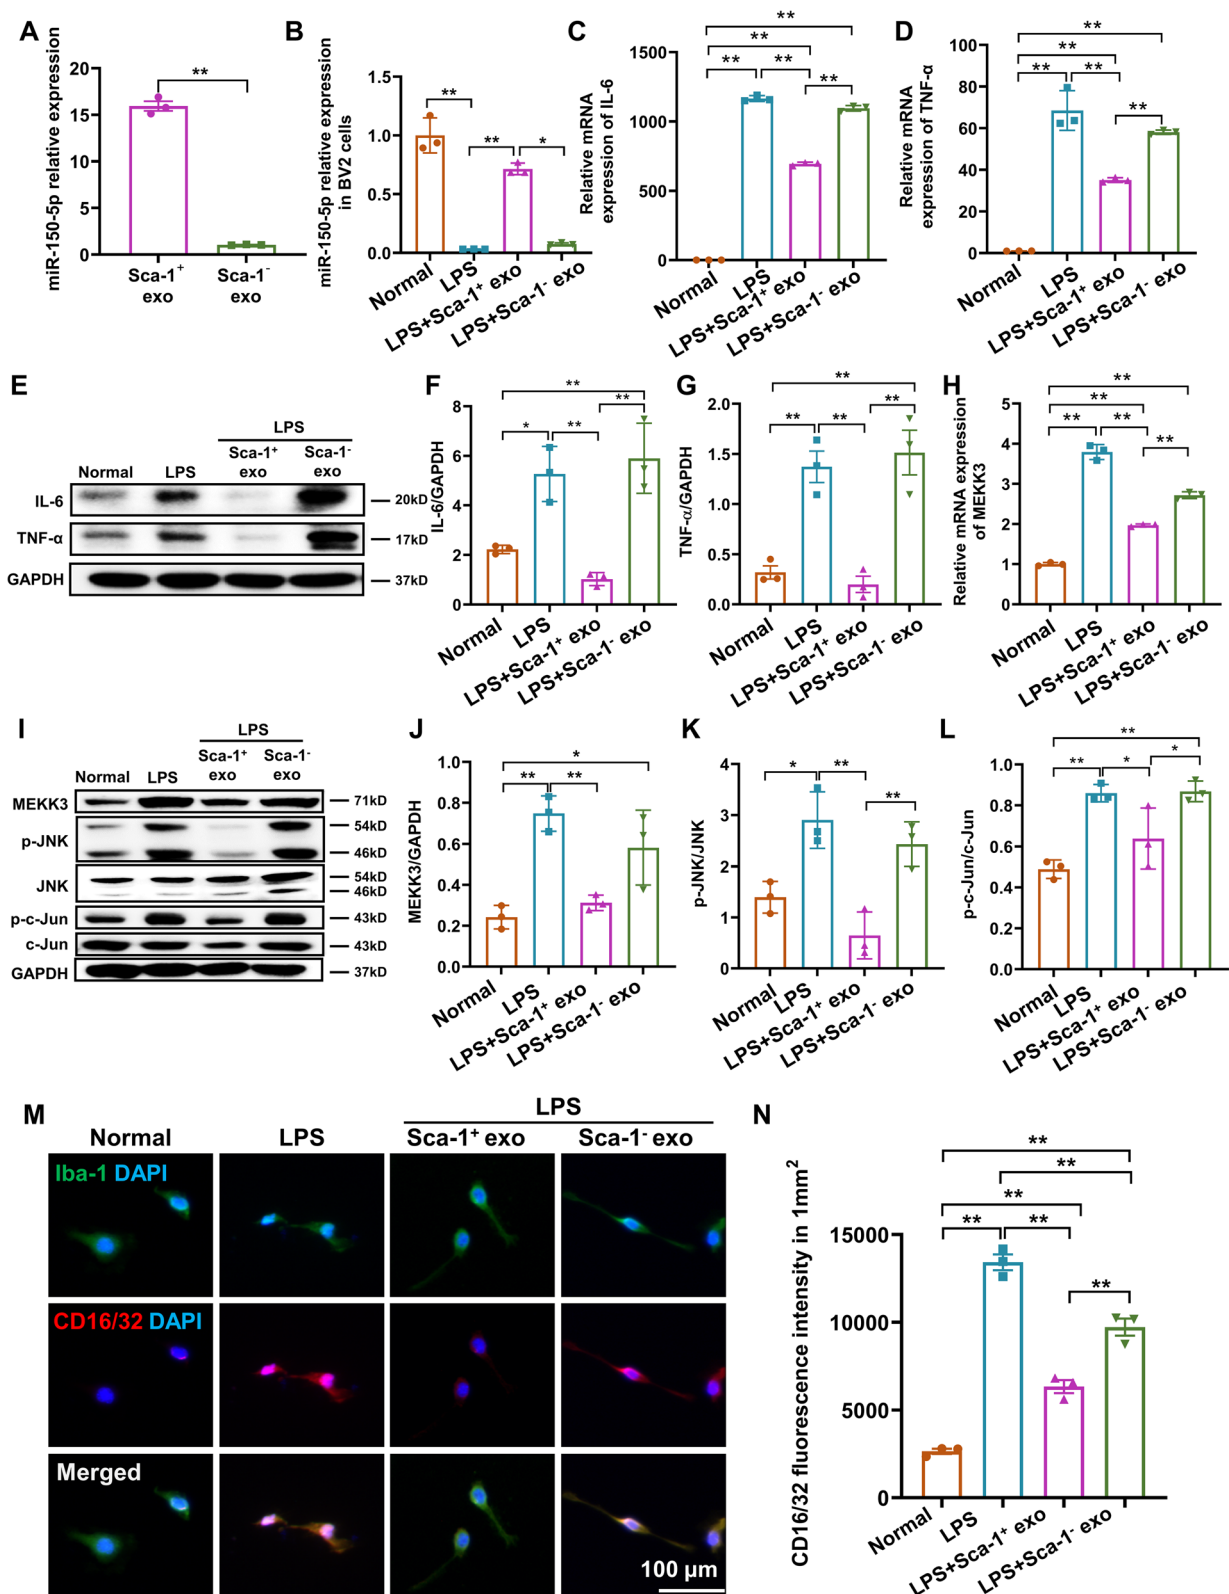 A
miR-150-5p relative expression
20
15
10
5
0
**
Sca-1⁺
exo
Sca-1⁻
exo
B
miR-150-5p relative expression
in BV2 cells
1.5
1.0
0.5
0.0
**
**
*
Normal
LPS
LPS+Sca-1⁺ exo
LPS+Sca-1⁻ exo
C
Relative mRNA
expression of IL-6
1500
1000
500
0
**
**
**
**
**
Normal
LPS
LPS+Sca-1⁺ exo
LPS+Sca-1⁻ exo
D
Relative mRNA
expression of TNF-α
100
80
60
40
20
0
**
**
**
**
**
Normal
LPS
LPS+Sca-1⁺ exo
LPS+Sca-1⁻ exo
E
LPS
Normal
LPS
Sca-1⁺
exo
Sca-1⁻
exo
IL-6
20kD
TNF-α
17kD
GAPDH
37kD
F
IL-6/GAPDH
8
6
4
2
0
**
**
*
**
Normal
LPS
LPS+Sca-1⁺ exo
LPS+Sca-1⁻ exo
G
TNF-α/GAPDH
2.0
1.5
1.0
0.5
0.0
**
**
**
**
Normal
LPS
LPS+Sca-1⁺ exo
LPS+Sca-1⁻ exo
H
Relative mRNA expression
of MEKK3
5
4
3
2
1
0
**
**
**
**
**
Normal
LPS
LPS+Sca-1⁺ exo
LPS+Sca-1⁻ exo
I
LPS
Normal
LPS
Sca-1⁺
exo
Sca-1⁻
exo
MEKK3
71kD
p-JNK
54kD
46kD
JNK
54kD
46kD
p-c-Jun
43kD
c-Jun
43kD
GAPDH
37kD
J
MEKK3/GAPDH
1.0
0.8
0.6
0.4
0.2
0.0
*
**
**
Normal
LPS
LPS+Sca-1⁺ exo
LPS+Sca-1⁻ exo
K
p-JNK/JNK
4
3
2
1
0
*
**
**
Normal
LPS
LPS+Sca-1⁺ exo
LPS+Sca-1⁻ exo
L
p-c-Jun/c-Jun
1.0
0.8
0.6
0.4
0.2
0.0
**
*
**
*
Normal
LPS
LPS+Sca-1⁺ exo
LPS+Sca-1⁻ exo
M
LPS
Normal
LPS
Sca-1⁺ exo
Sca-1⁻ exo
Iba-1 DAPI
CD16/32 DAPI
Merged
100 μm
N
CD16/32 fluorescence intensity in 1mm²
15000
10000
5000
0
**
**
**
**
**
**
Normal
LPS
LPS+Sca-1⁺ exo
LPS+Sca-1⁻ exo